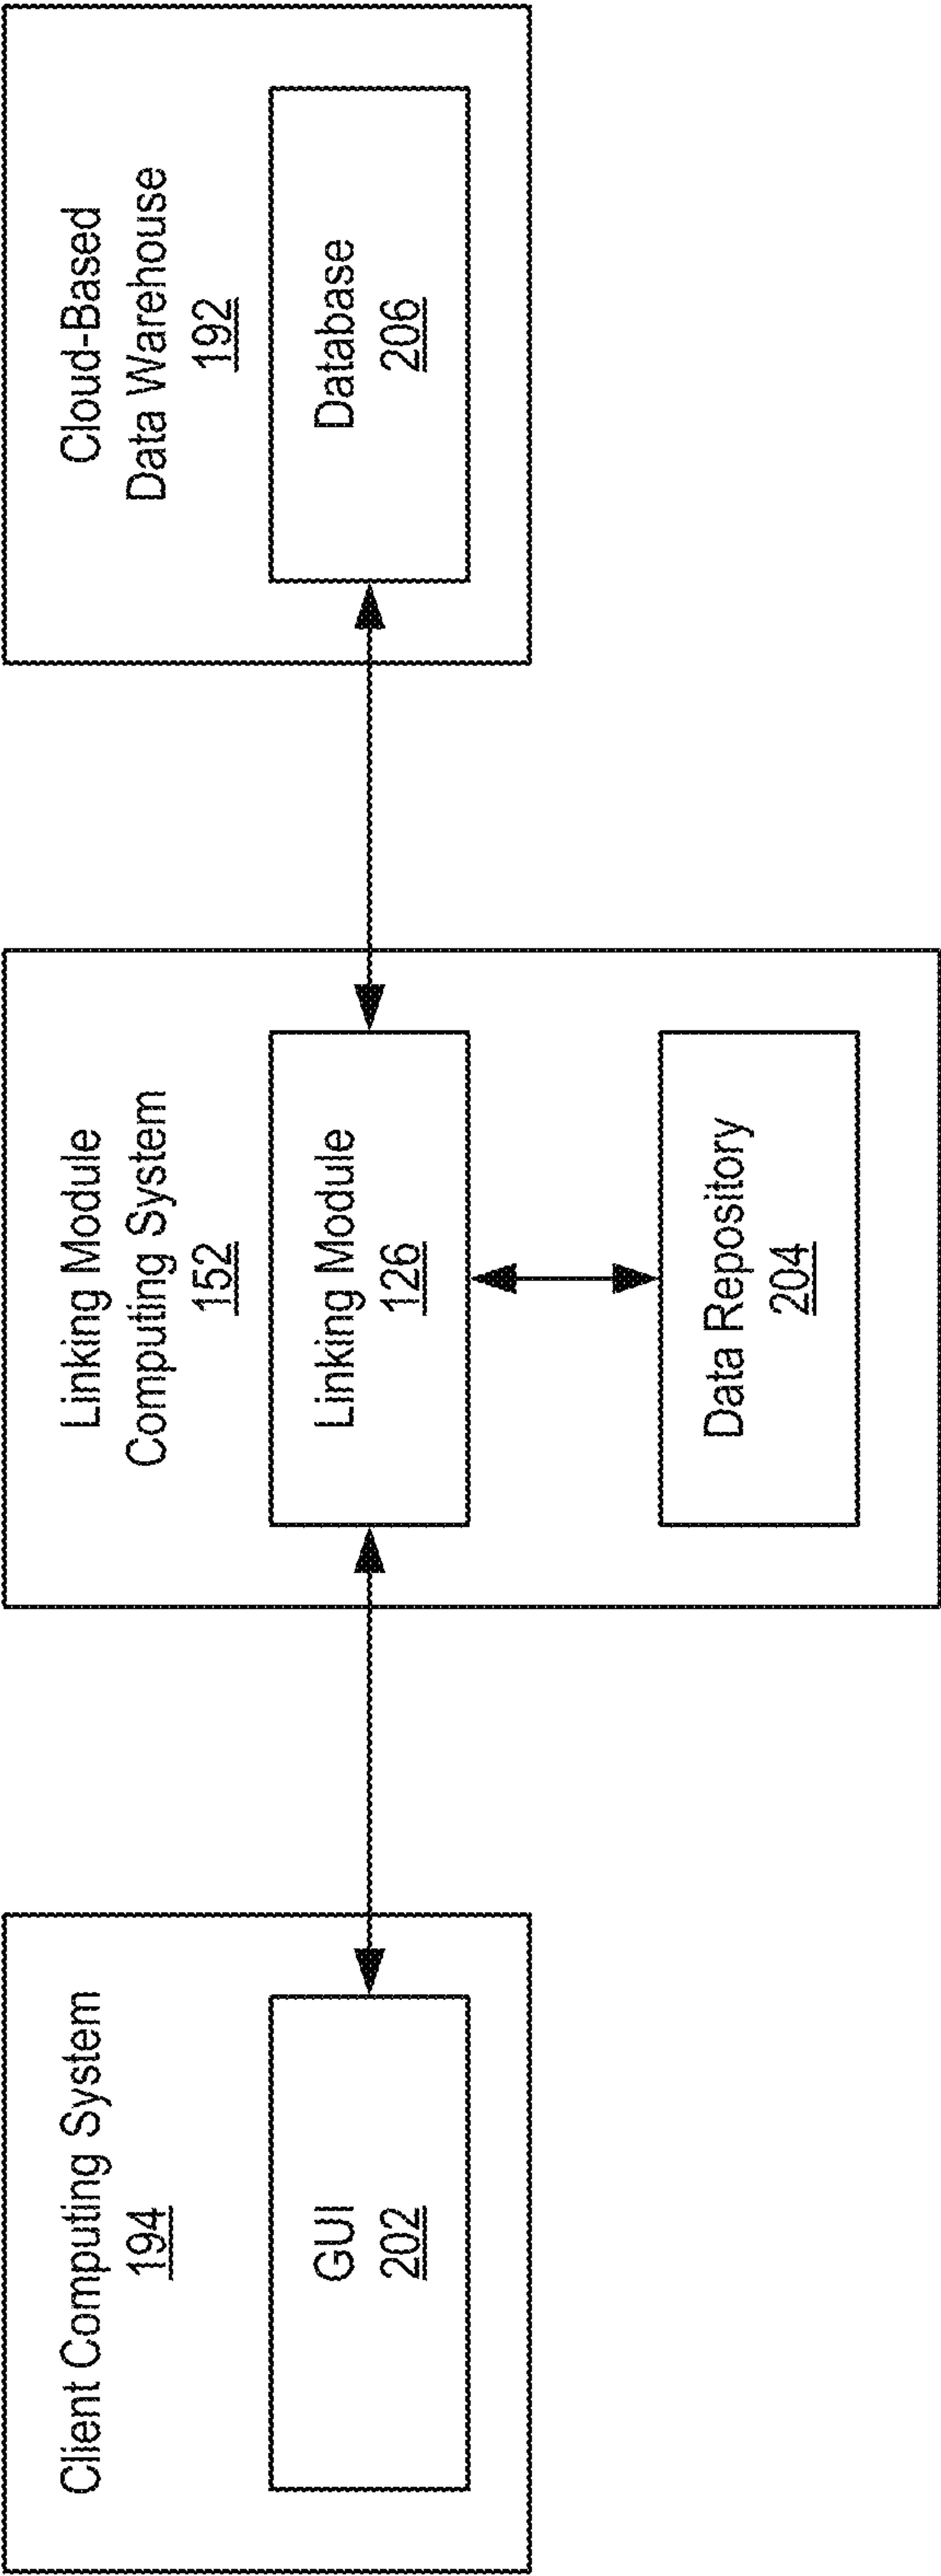 Client Computing System
194
GUI
202
Linking Module
Computing System
152
Linking Module
126
Data Repository
204
Cloud-Based
Data Warehouse
192
Database
206